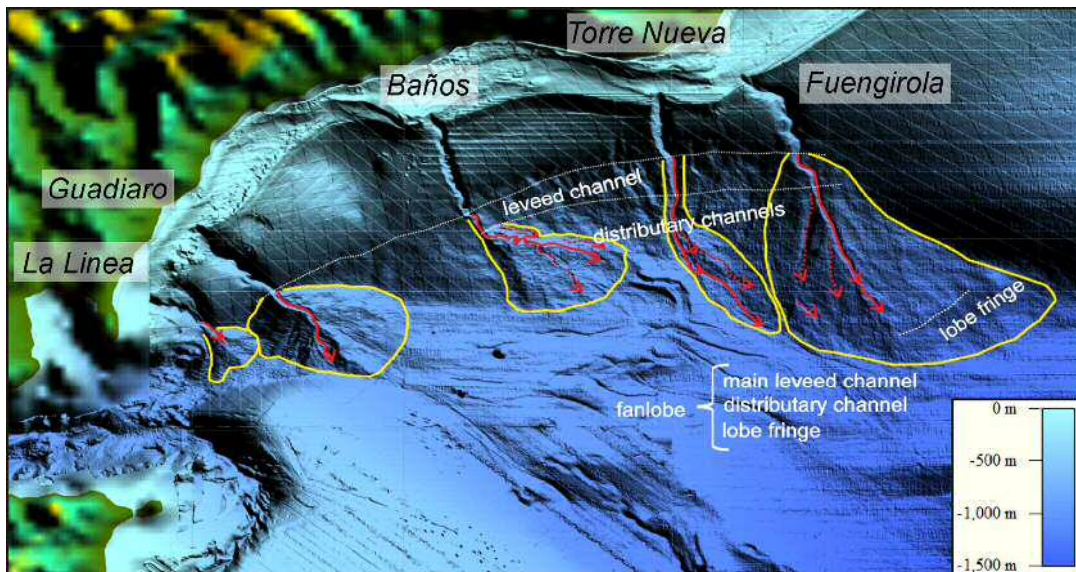 Torre Nueva
Baños
Fuengirola
Guadiaro
La Linea
leveed channel
distributary channels
lobe fringe
fanlobe
main leveed channel
distributary channel
lobe fringe
0 m
-500 m
-1,000 m
-1,500 m